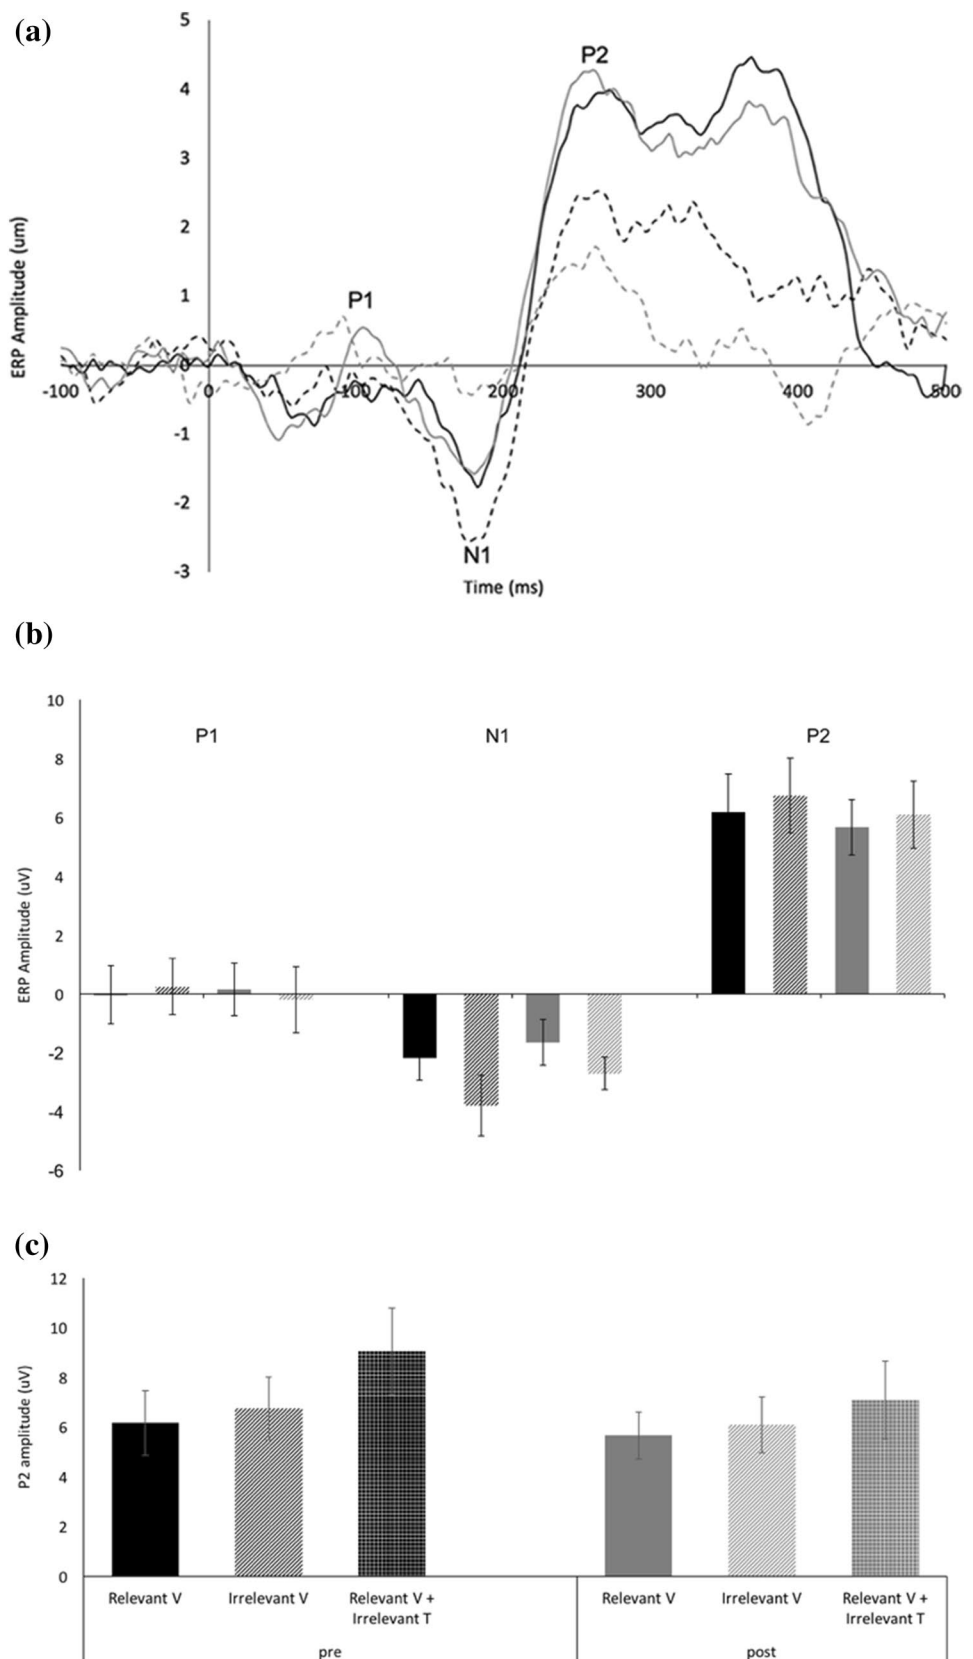 (a)
5
P2
4
3
2
ERP Amplitude (um)
1
P1
0
-100
0
100
200
300
400
500
-1
-2
N1
-3
Time (ms)
(b)
10
P1
N1
P2
8
6
4
ERP Amplitude (uV)
2
0
-2
-4
-6
(c)
12
10
8
P2 amplitude (uV)
6
4
2
0
Relevant V
Irrelevant V
Relevant V +
Irrelevant T
Relevant V
Irrelevant V
Relevant V +
Irrelevant T
pre
post